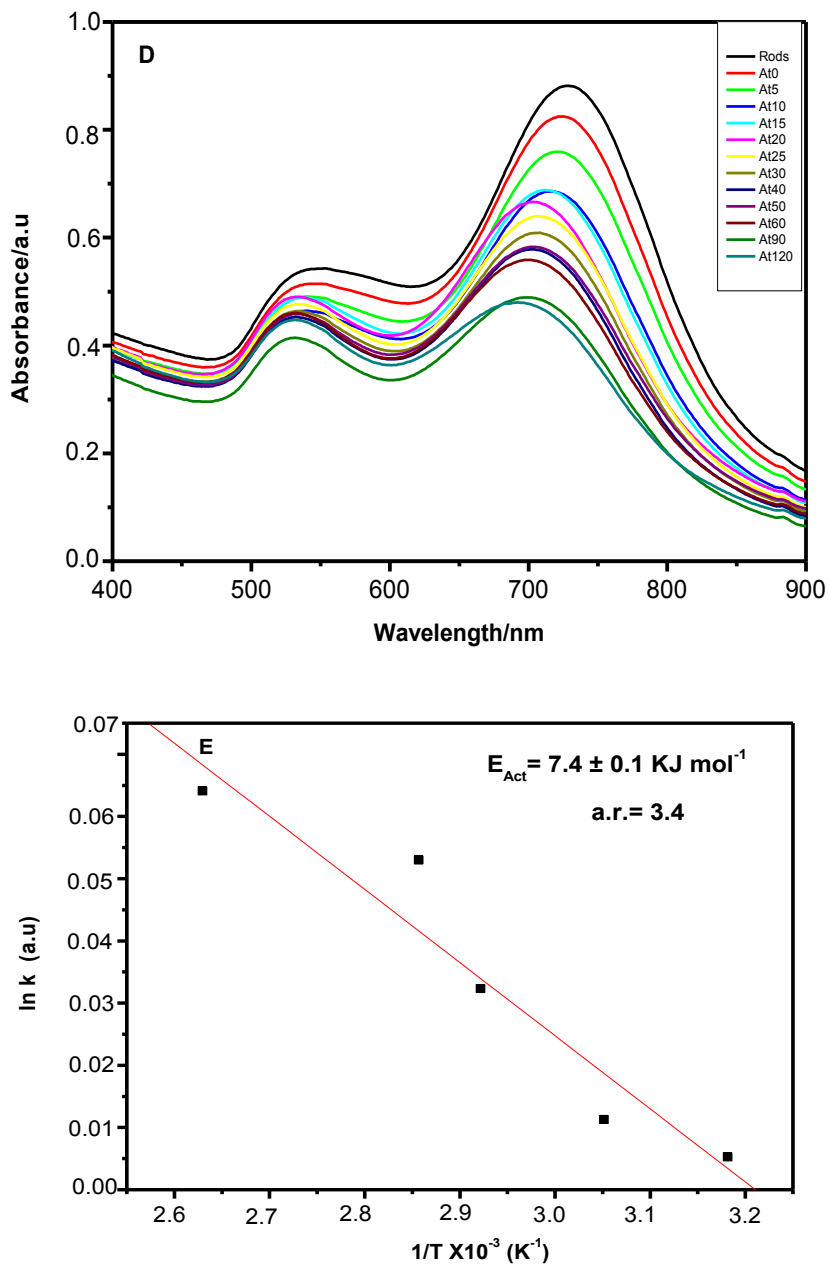 D
Rods
At0
At5
At10
At15
At20
At25
At30
At40
At50
At60
At90
At120
1.0
0.8
0.6
0.4
0.2
0.0
Absorbance/a.u
400 500 600 700 800 900
Wavelength/nm
E
E_Act = 7.4 ± 0.1 KJ mol⁻¹
a.r.= 3.4
0.07
0.06
0.05
0.04
0.03
0.02
0.01
0.00
ln k (a.u)
2.6 2.7 2.8 2.9 3.0 3.1 3.2
1/T X10⁻³ (K⁻¹)